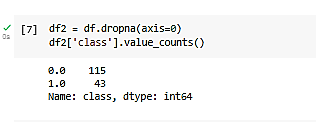 [7] df2 = df.dropna(axis=0)
df2['class'].value_counts()
0s
0.0 115
1.0 43
Name: class, dtype: int64